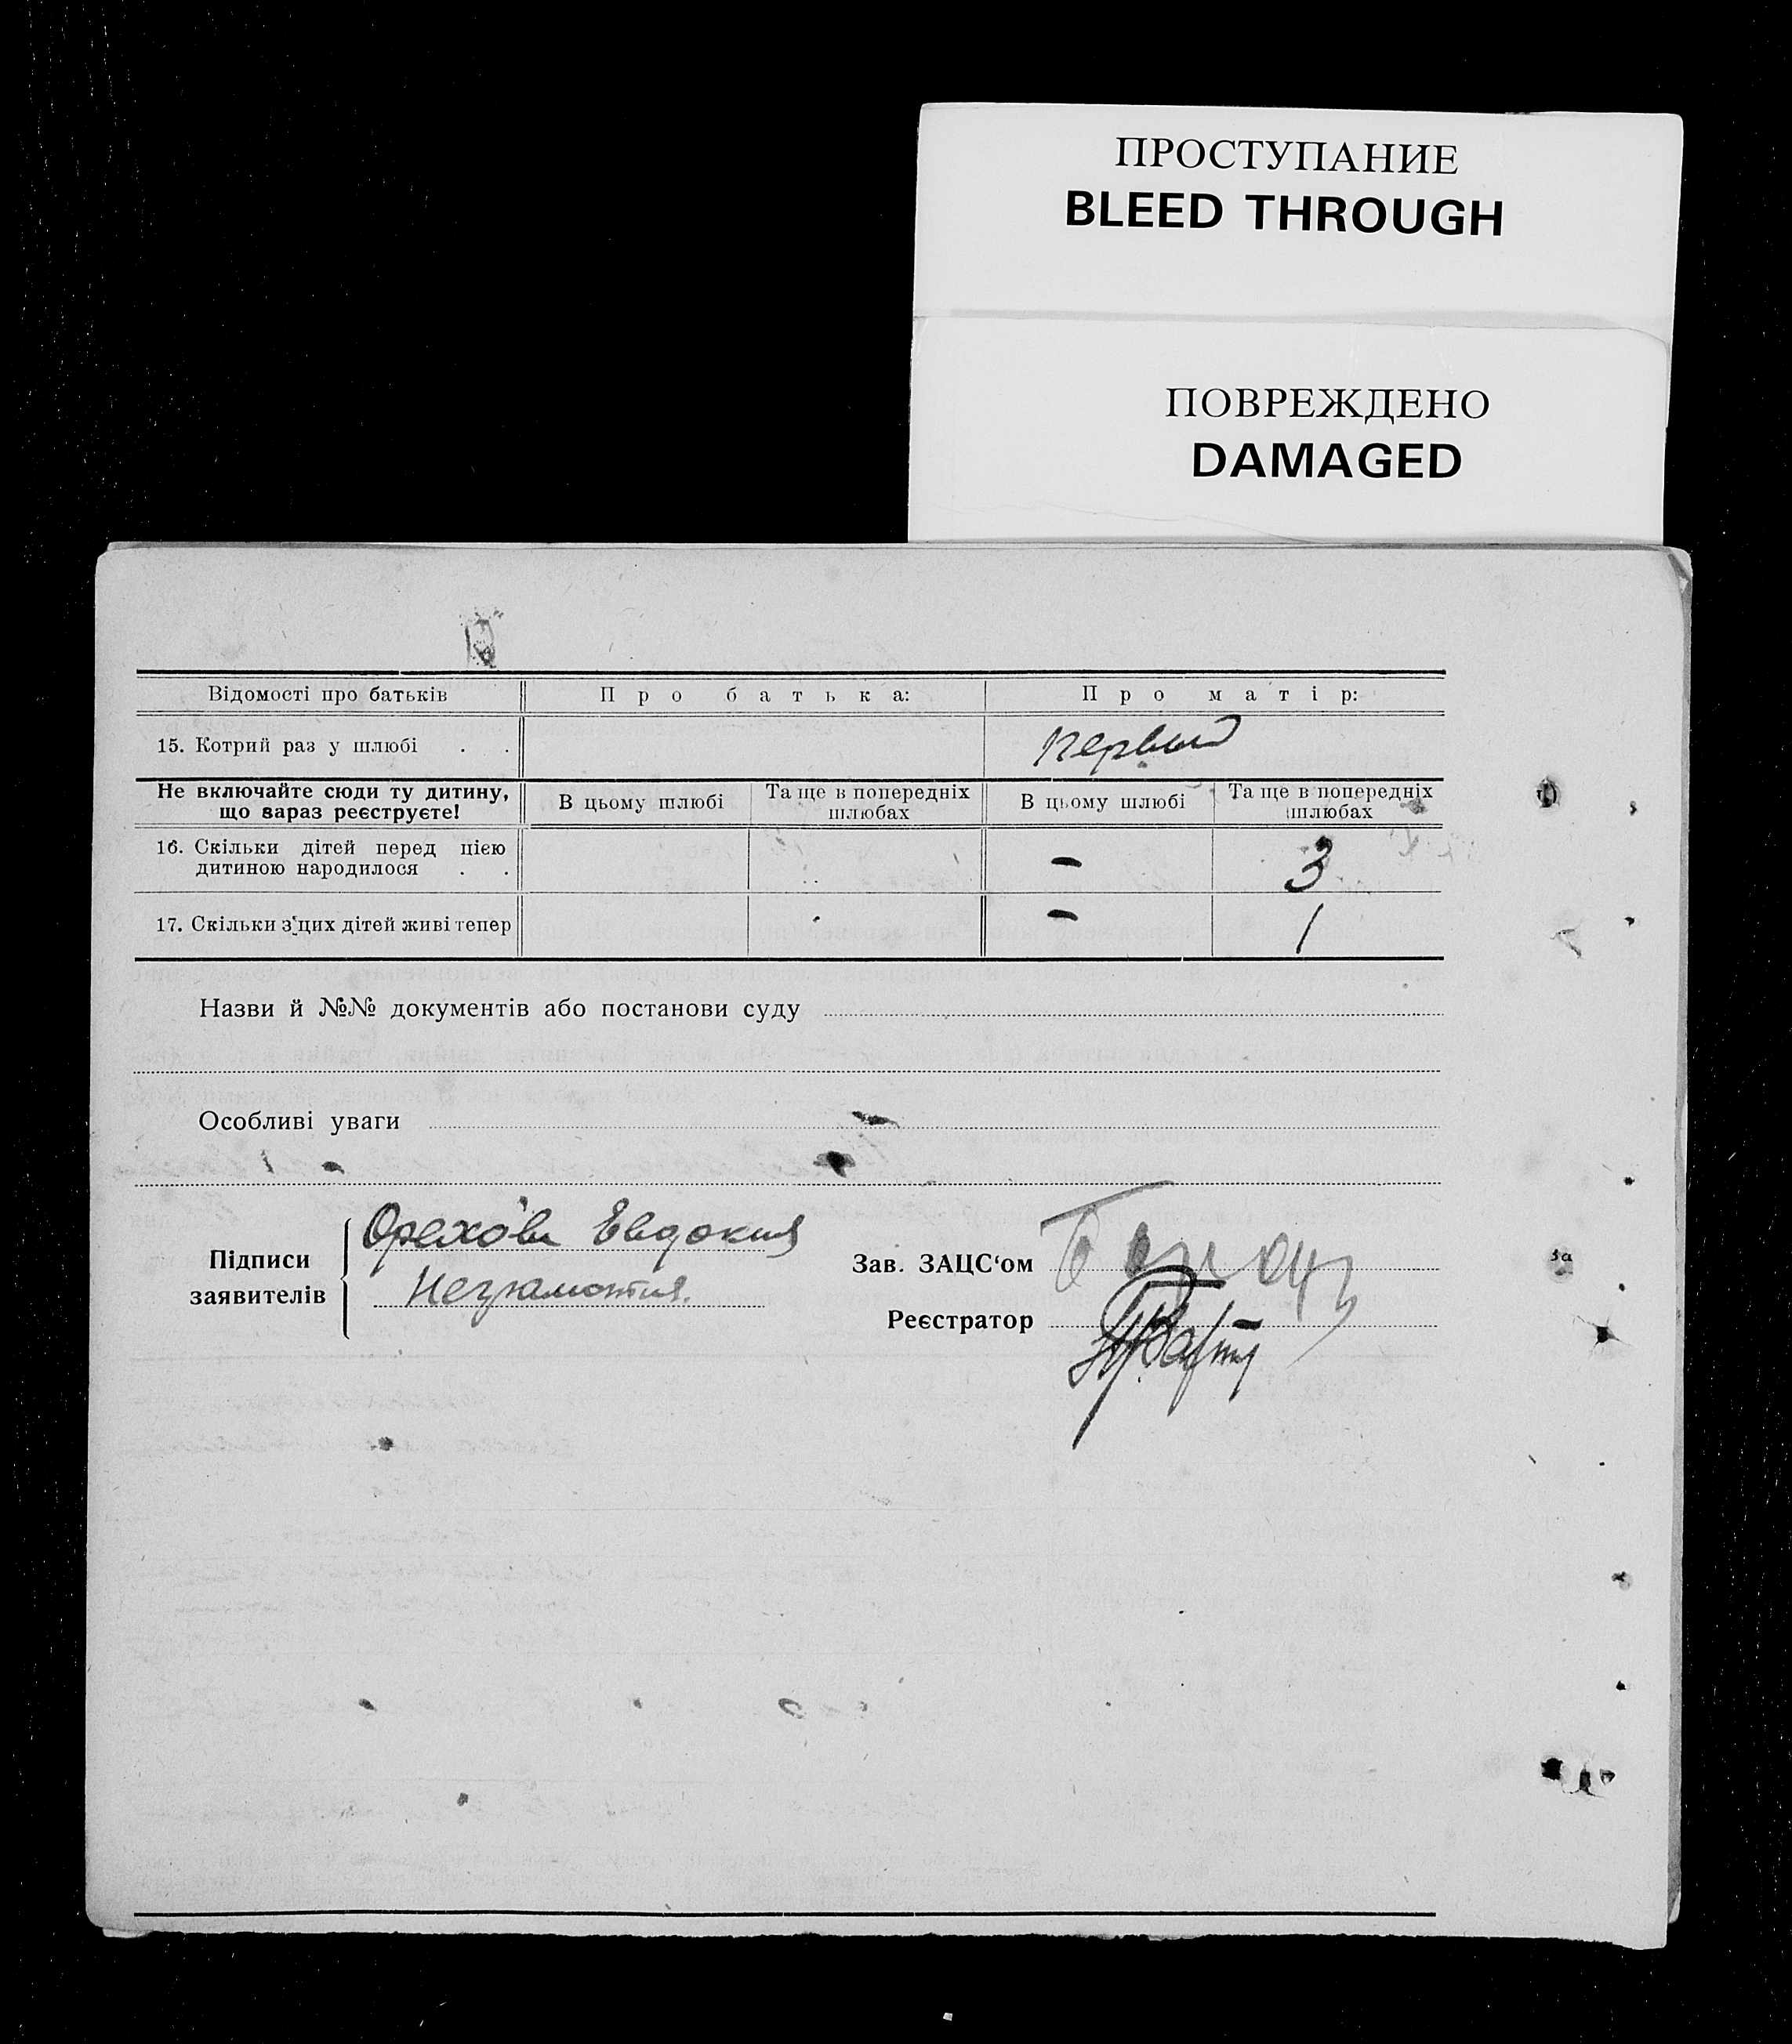 ПРОСТУПАНИЕ
BLEED THROUGH
ПОВРЕЖДЕНО
DAMAGED
Відомості про батьків Про батька: Про матір:
15. Котрий раз у шлюбі . . первый
Не включайте сюди ту дитину, що зараз реєструєте! В цьому шлюбі Та ще в попередніх шлюбах В цьому шлюбі Та ще в попередніх шлюбах
16. Скільки дітей перед цією
дитиною народилося . . – 3
17. Скільки з цих дітей живі тепер – 1
Назви й №№ документів або постанови суду
Особливі уваги
Підписи
заявителів
Орехова Евдокия
Неграмотная.
Зав. ЗАЦС‘ом
Реєстратор